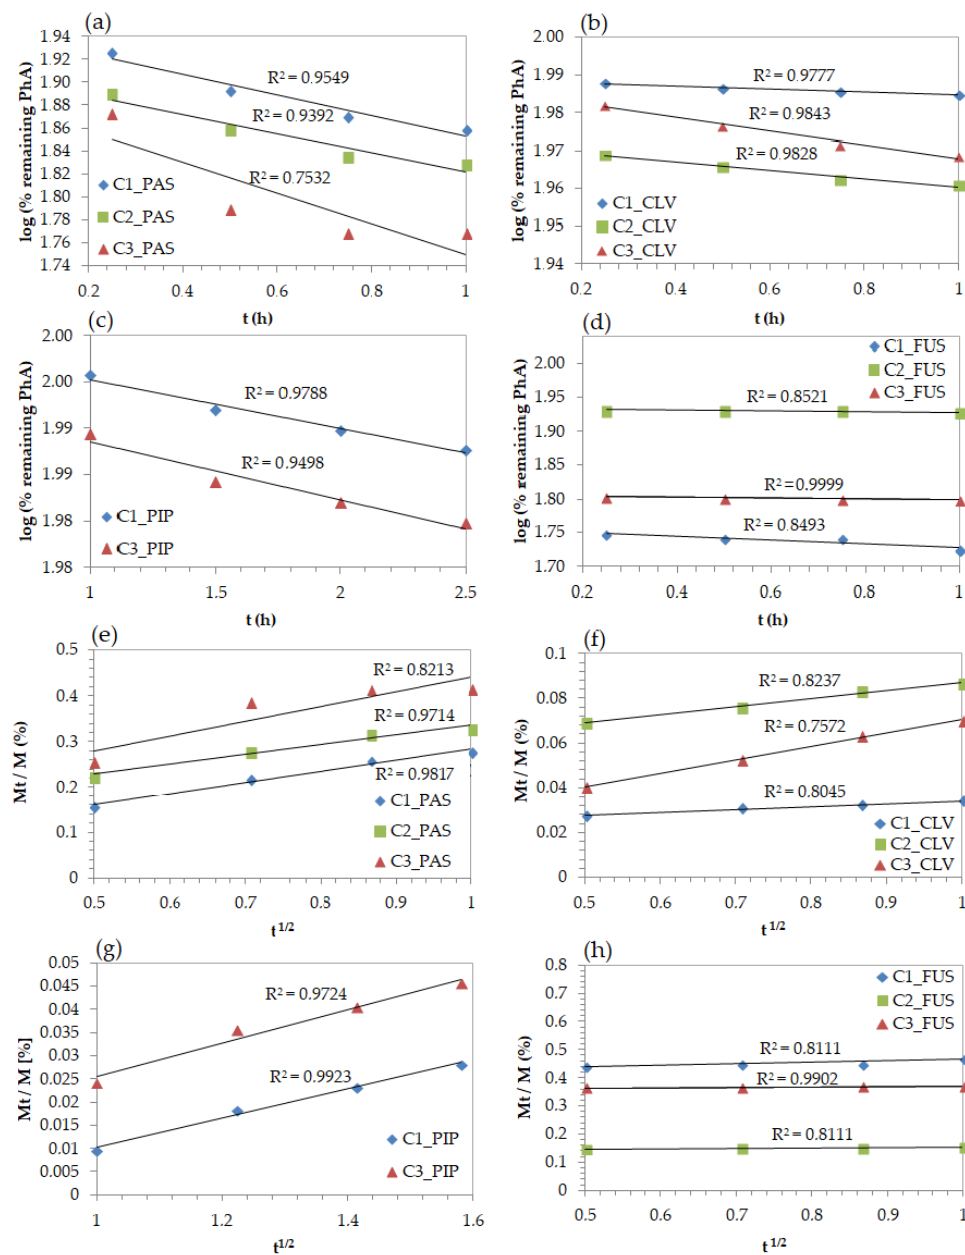 (a)
1.94
1.92
1.90
1.88
1.86
1.84
1.82
1.80
1.78
1.76
1.74
log (% remaining PhA)
R² = 0.9549
R² = 0.9392
R² = 0.7532
C1_PAS
C2_PAS
C3_PAS
0.2 0.4 0.6 0.8 1
t (h)
(b)
2.00
1.99
1.98
1.97
1.96
1.95
1.94
log (% remaining PhA)
R² = 0.9777
R² = 0.9843
R² = 0.9828
C1_CLV
C2_CLV
C3_CLV
0.2 0.4 0.6 0.8 1
t (h)
(c)
2.00
2.00
1.99
1.99
1.98
1.98
log (% remaining PhA)
R² = 0.9788
R² = 0.9498
C1_PIP
C3_PIP
1 1.5 2 2.5
t (h)
(d)
2.00
1.95
1.90
1.85
1.80
1.75
1.70
log (% remaining PhA)
C1_FUS
C2_FUS
C3_FUS
R² = 0.8521
R² = 0.9999
R² = 0.8493
0.2 0.4 0.6 0.8 1
t (h)
(e)
0.5
0.4
0.3
0.2
0.1
0
Mt / M (%)
R² = 0.8213
R² = 0.9714
R² = 0.9817
C1_PAS
C2_PAS
C3_PAS
0.5 0.6 0.7 0.8 0.9 1
t 1/2
(f)
0.1
0.08
0.06
0.04
0.02
0
Mt / M (%)
R² = 0.8237
R² = 0.7572
R² = 0.8045
C1_CLV
C2_CLV
C3_CLV
0.5 0.6 0.7 0.8 0.9 1
t 1/2
(g)
0.05
0.045
0.04
0.035
0.03
0.025
0.02
0.015
0.01
0.005
0
Mt / M [%]
R² = 0.9724
R² = 0.9923
C1_PIP
C3_PIP
1 1.2 1.4 1.6
t 1/2
(h)
0.8
0.7
0.6
0.5
0.4
0.3
0.2
0.1
0
Mt / M (%)
C1_FUS
C2_FUS
C3_FUS
R² = 0.8111
R² = 0.9902
R² = 0.8111
0.5 0.6 0.7 0.8 0.9 1
t 1/2